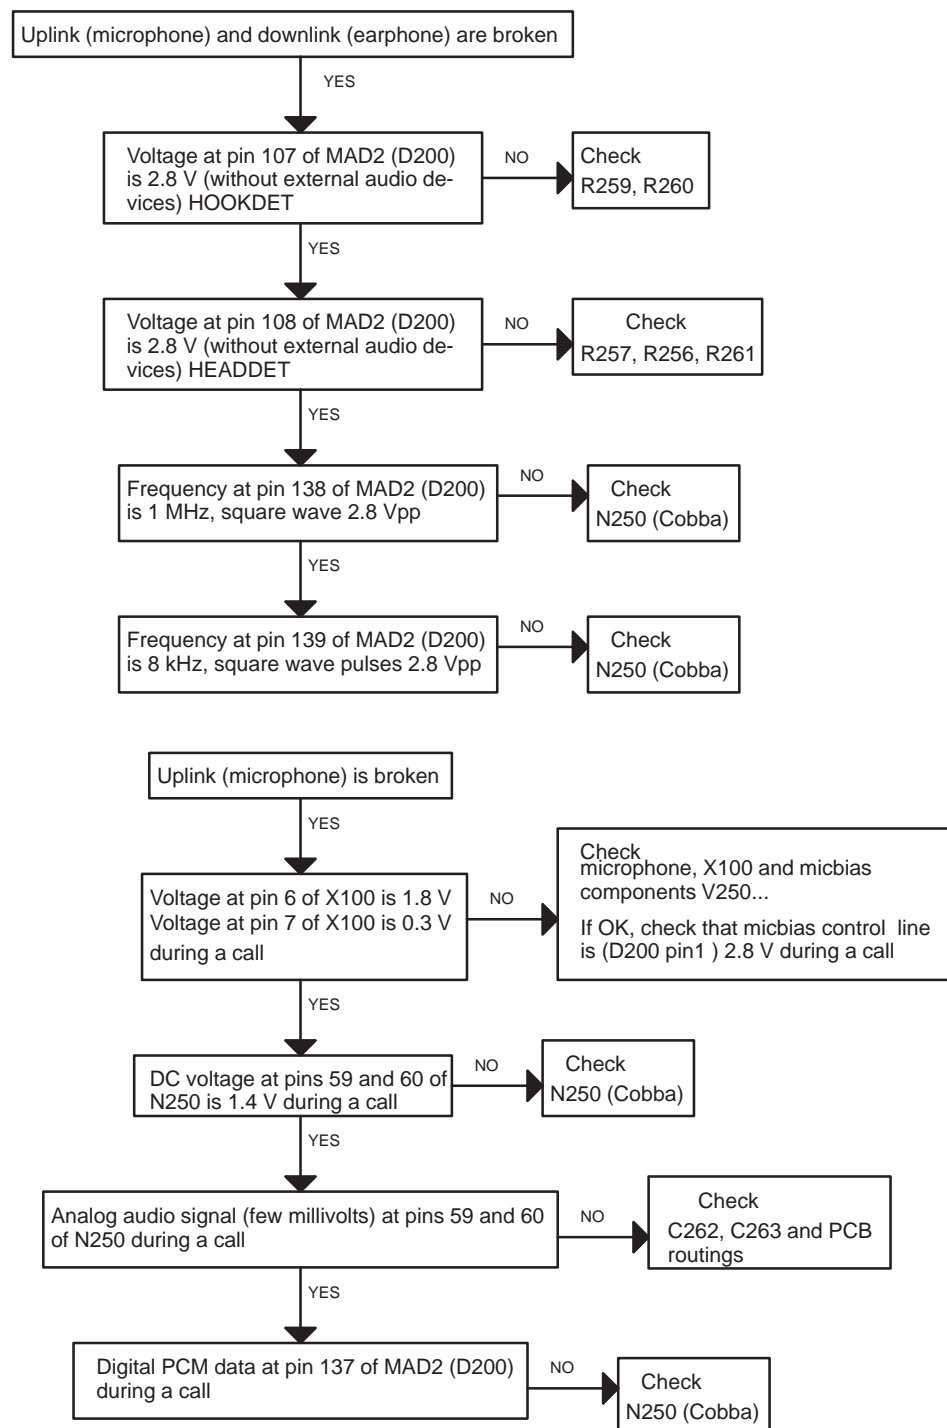 Uplink (microphone) and downlink (earphone) are broken
YES
Voltage at pin 107 of MAD2 (D200)
is 2.8 V (without external audio de-
vices) HOOKDET
NO
Check
R259, R260
YES
Voltage at pin 108 of MAD2 (D200)
is 2.8 V (without external audio de-
vices) HEADDET
NO
Check
R257, R256, R261
YES
Frequency at pin 138 of MAD2 (D200)
is 1 MHz, square wave 2.8 Vpp
NO
Check
N250 (Cobba)
YES
Frequency at pin 139 of MAD2 (D200)
is 8 kHz, square wave pulses 2.8 Vpp
NO
Check
N250 (Cobba)
Uplink (microphone) is broken
YES
Voltage at pin 6 of X100 is 1.8 V
Voltage at pin 7 of X100 is 0.3 V
during a call
NO
Check
microphone, X100 and micbias
components V250...
If OK, check that micbias control line
is (D200 pin1 ) 2.8 V during a call
YES
DC voltage at pins 59 and 60 of
N250 is 1.4 V during a call
NO
Check
N250 (Cobba)
YES
Analog audio signal (few millivolts) at pins 59 and 60
of N250 during a call
NO
Check
C262, C263 and PCB
routings
YES
Digital PCM data at pin 137 of MAD2 (D200)
during a call
NO
Check
N250 (Cobba)